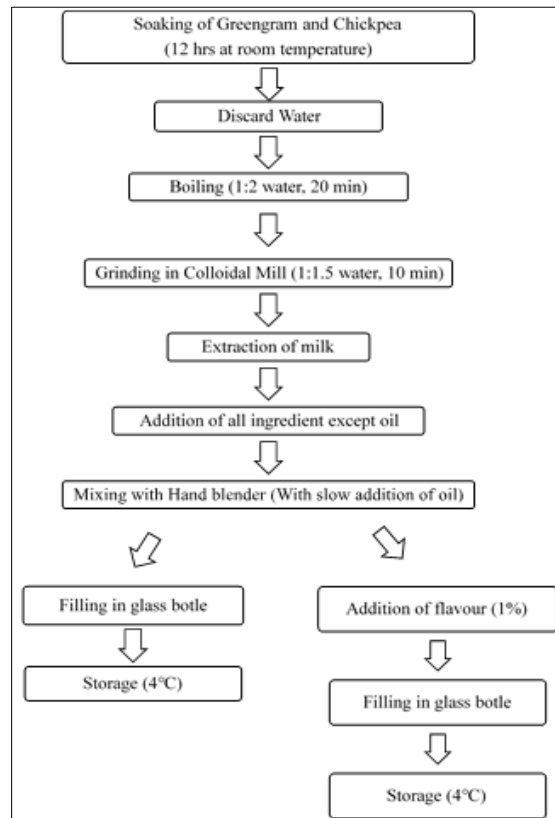 Soaking of Greengram and Chickpea
(12 hrs at room temperature)
Discard Water
Boiling (1:2 water, 20 min)
Grinding in Colloidal Mill (1:1.5 water, 10 min)
Extraction of milk
Addition of all ingredient except oil
Mixing with Hand blender (With slow addition of oil)
Filling in glass botle
Storage (4℃)
Addition of flavour (1%)
Filling in glass botle
Storage (4℃)